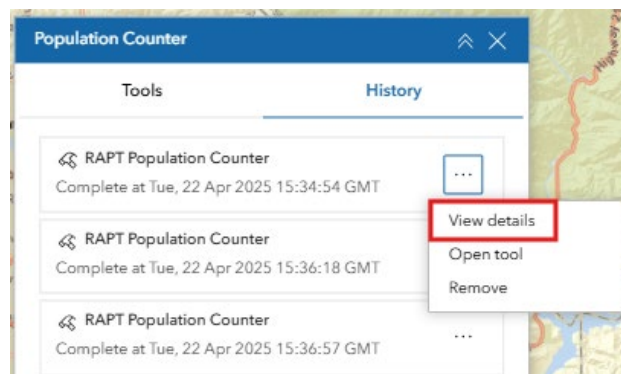 Population Counter
Tools
History
RAPT Population Counter
Complete at Tue, 22 Apr 2025 15:34:54 GMT
...
View details
Open tool
Remove
RAPT Population Counter
Complete at Tue, 22 Apr 2025 15:36:18 GMT
RAPT Population Counter
Complete at Tue, 22 Apr 2025 15:36:57 GMT
...